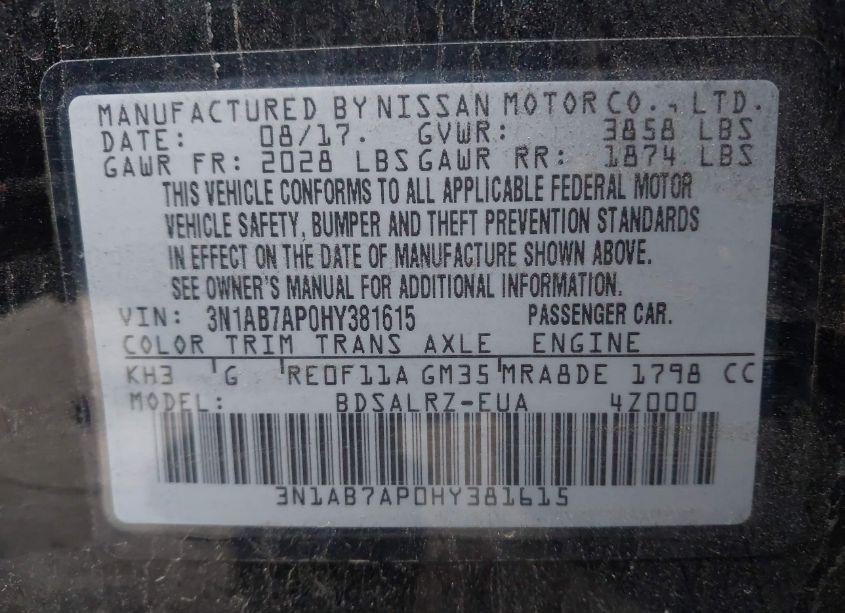 MANUFACTURED BY NISSAN MOTOR CO., LTD.
DATE: 08/17. GVWR: 3858 LBS
GAWR FR: 2028 LBS GAWR RR: 1874 LBS
THIS VEHICLE CONFORMS TO ALL APPLICABLE FEDERAL MOTOR
VEHICLE SAFETY, BUMPER AND THEFT PREVENTION STANDARDS
IN EFFECT ON THE DATE OF MANUFACTURE SHOWN ABOVE.
SEE OWNER'S MANUAL FOR ADDITIONAL INFORMATION.
VIN: 3N1AB7AP0HY381615 PASSENGER CAR.
COLOR TRIM TRANS AXLE ENGINE
KH3 G RE0F11A GM35 MRA8DE 1798 CC
MODEL: BDSALRZ-EUA 4Z000
3N1AB7AP0HY381615